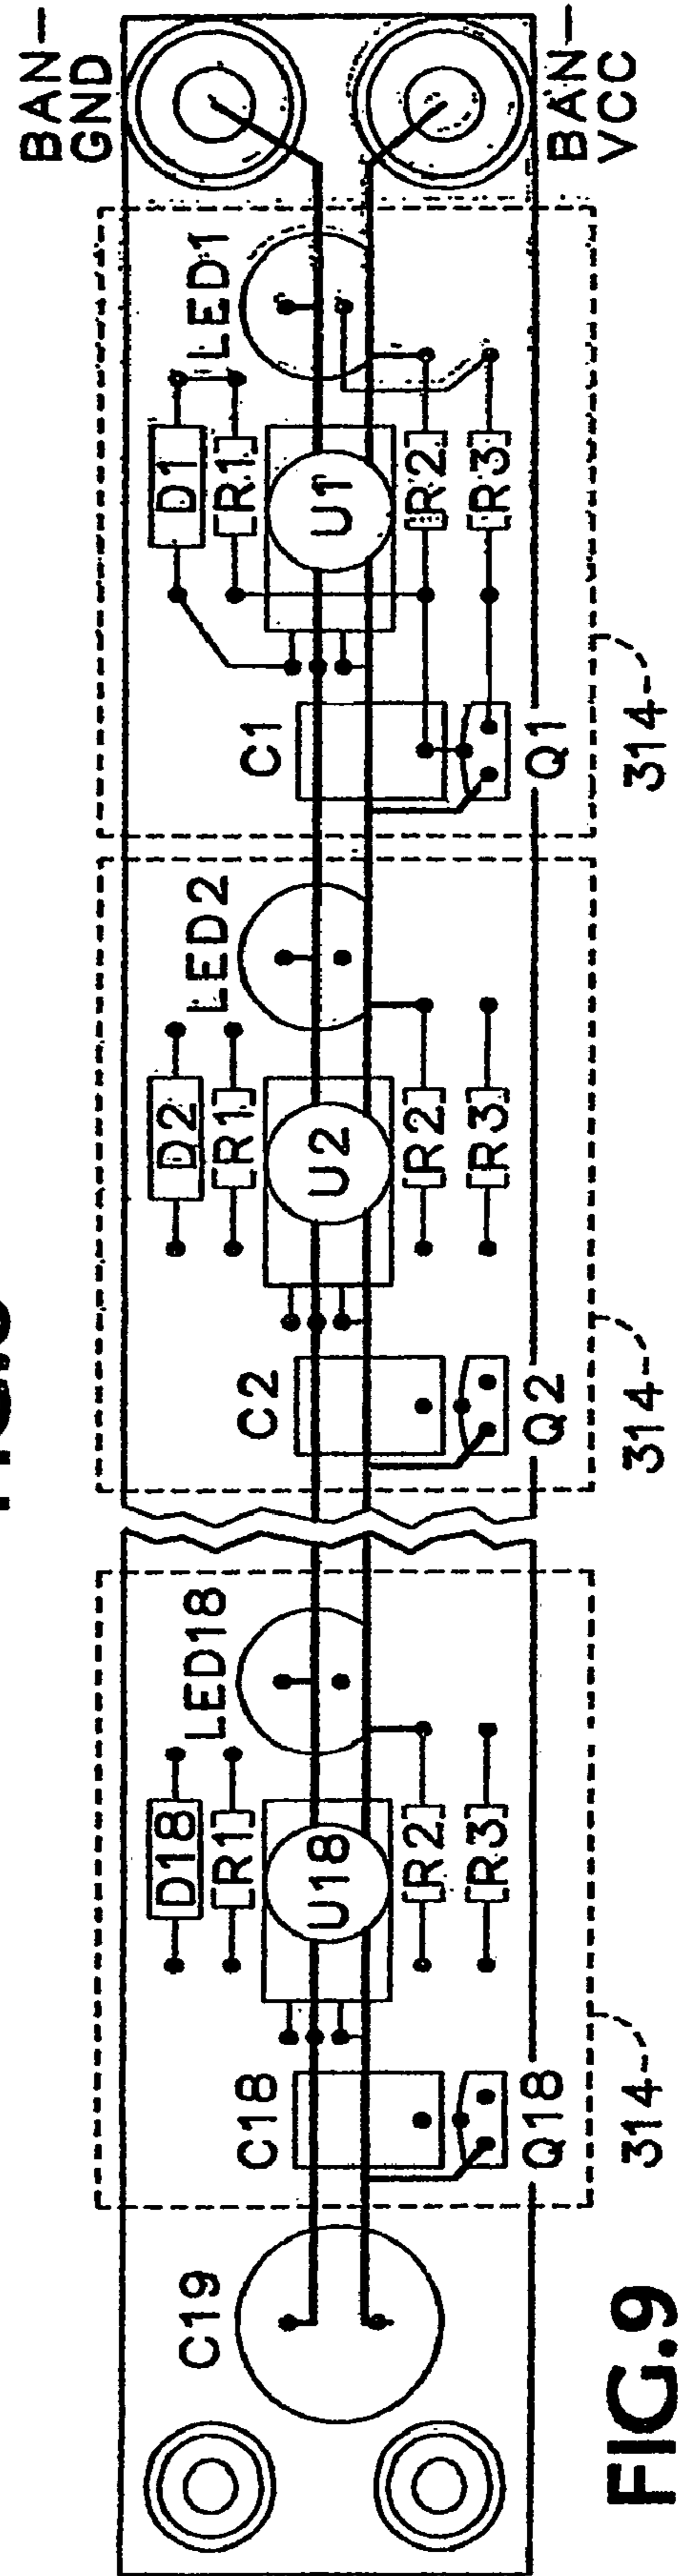 BAN-
GND
BAN-
VCC
LED1
D1
R1
U1
R2
R3
C1
Q1
314
LED2
D2
R1
U2
R2
R3
C2
Q2
314
LED18
D18
R1
U18
R2
R3
C18
Q18
314
C19
FIG.9